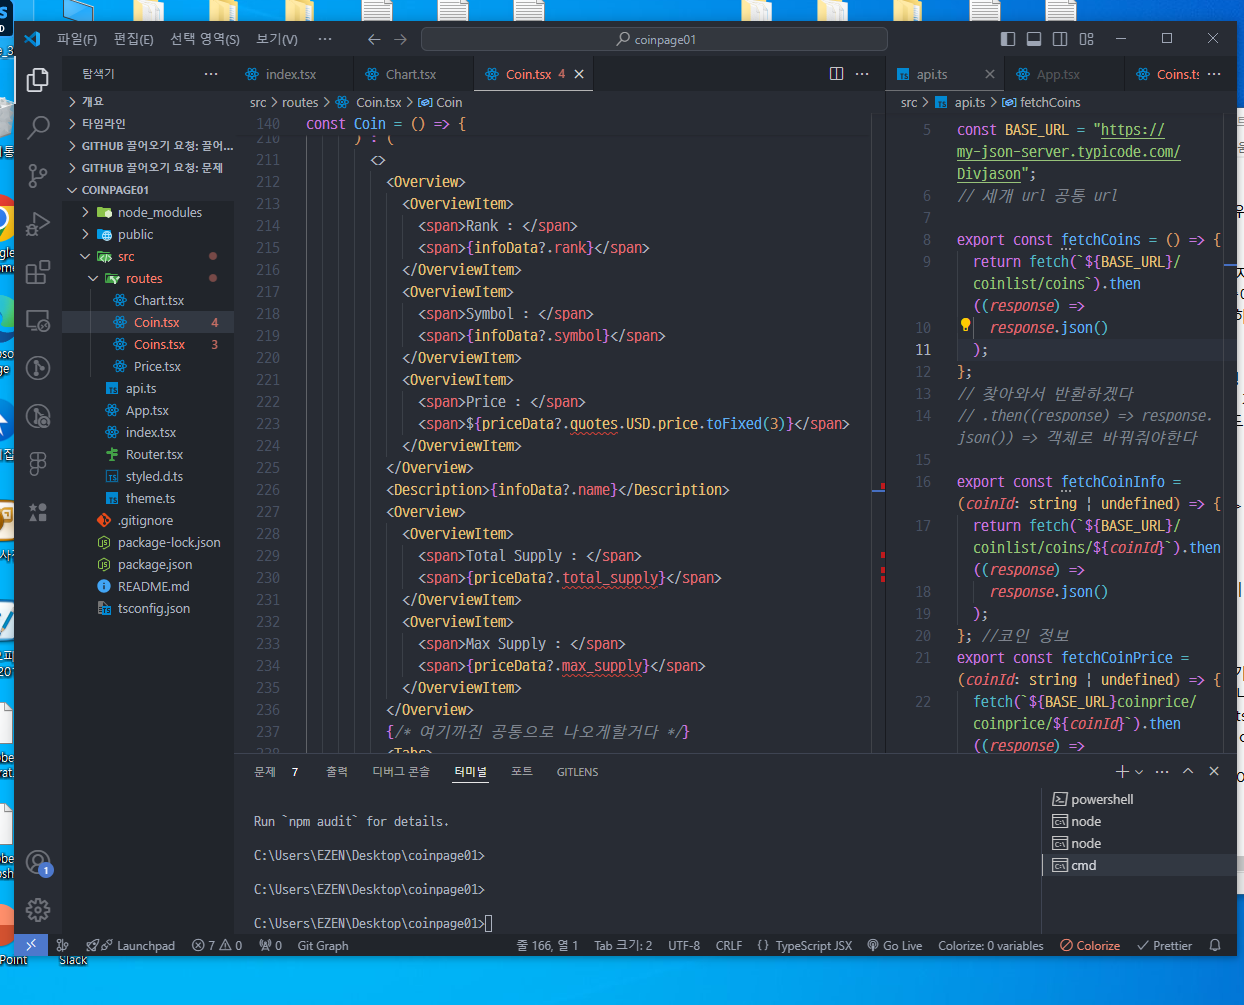 파일(F) 편집(E) 선택 영역(S) 보기(V) ··· coinpage01
탐색기 ···
개요
타임라인
GITHUB 끌어오기 요청: 끌어...
GITHUB 끌어오기 요청: 문제
COINPAGE01
node_modules
public
src
routes
Chart.tsx
Coin.tsx 4
Coins.tsx 3
Price.tsx
api.ts
App.tsx
index.tsx
Router.tsx
styled.d.ts
theme.ts
.gitignore
package-lock.json
package.json
README.md
tsconfig.json
index.tsx Chart.tsx Coin.tsx 4
src > routes > Coin.tsx > Coin
140 const Coin = () => {
210 ) : (
211 <>
212 <Overview>
213 <OverviewItem>
214 <span>Rank : </span>
215 <span>{infoData?.rank}</span>
216 </OverviewItem>
217 <OverviewItem>
218 <span>Symbol : </span>
219 <span>{infoData?.symbol}</span>
220 </OverviewItem>
221 <OverviewItem>
222 <span>Price : </span>
223 <span>${priceData?.quotes.USD.price.toFixed(3)}</span>
224 </OverviewItem>
225 </Overview>
226 <Description>{infoData?.name}</Description>
227 <Overview>
228 <OverviewItem>
229 <span>Total Supply : </span>
230 <span>{priceData?.total_supply}</span>
231 </OverviewItem>
232 <OverviewItem>
233 <span>Max Supply : </span>
234 <span>{priceData?.max_supply}</span>
235 </OverviewItem>
236 </Overview>
237 {/* 여기까진 공통으로 나오게할거다 */}
238 <Tabs>
api.ts App.tsx Coins.ts ···
src > api.ts > fetchCoins
5 const BASE_URL = "https://
my-json-server.typicode.com/
Divjason";
6 // 세개 url 공통 url
7
8 export const fetchCoins = () => {
9 return fetch(`${BASE_URL}/
coinlist/coins`).then
((response) =>
10 response.json()
11 );
12 };
13 // 찾아와서 반환하겠다
14 // .then((response) => response.
json()) => 객체로 바꿔줘야한다
15
16 export const fetchCoinInfo =
(coinId: string | undefined) => {
17 return fetch(`${BASE_URL}/
coinlist/coins/${coinId}`).then
((response) =>
18 response.json()
19 );
20 }; //코인 정보
21 export const fetchCoinPrice =
(coinId: string | undefined) => {
22 fetch(`${BASE_URL}coinprice/
coinprice/${coinId}`).then
((response) =>
문제 7 출력 디버그 콘솔 터미널 포트 GITLENS
Run `npm audit` for details.
C:\Users\EZEN\Desktop\coinpage01>
C:\Users\EZEN\Desktop\coinpage01>
C:\Users\EZEN\Desktop\coinpage01>
powershell
node
node
cmd
1
Launchpad 7 0 0 Git Graph 줄 166, 열 1 Tab 크기: 2 UTF-8 CRLF {} TypeScript JSX Go Live Colorize: 0 variables Colorize Prettier
Point Slack